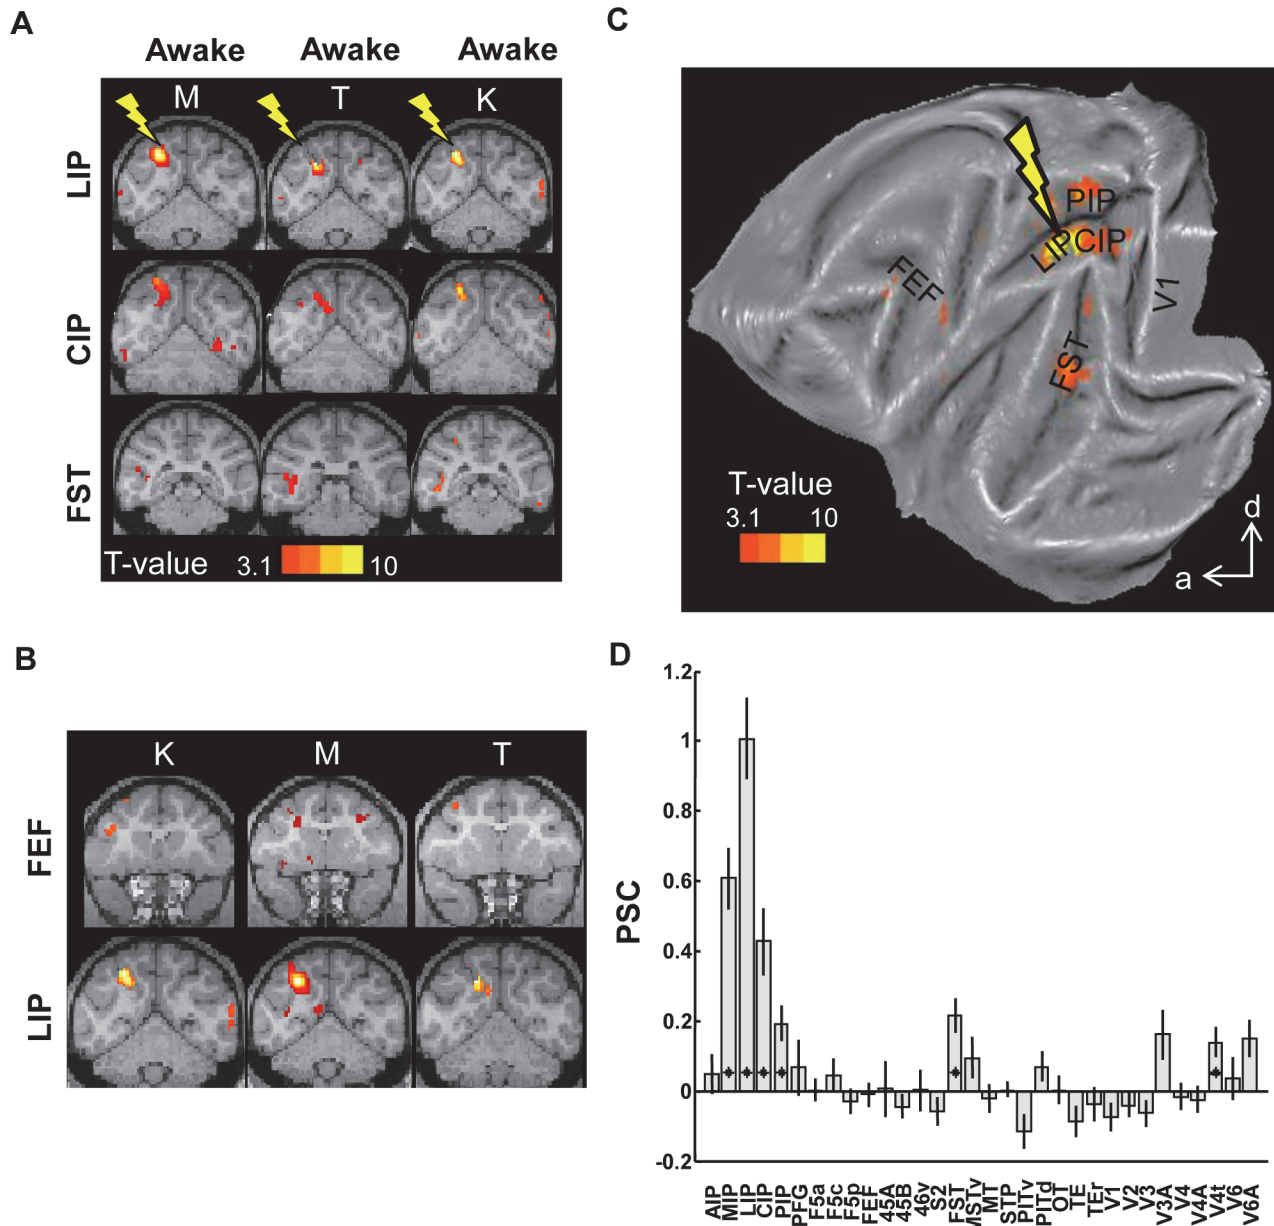 A
Awake Awake Awake
M T K
LIP
CIP
FST
T-value 3.1 10
B
K M T
FEF
LIP
C
PIP
LIP CIP
FEF
V1
FST
T-value
3.1 10
d
a
D
1.2
1
0.8
0.6
0.4
0.2
0
-0.2
PSC
AIP MIP LIP CIP PIP PFG F5a F5c F5p FEF 45A 45B 46v S2 FST MSTv MT STP PITv PITd OT TE TEr V1 V2 V3 V3A V4 V4A V4t V6 V6A